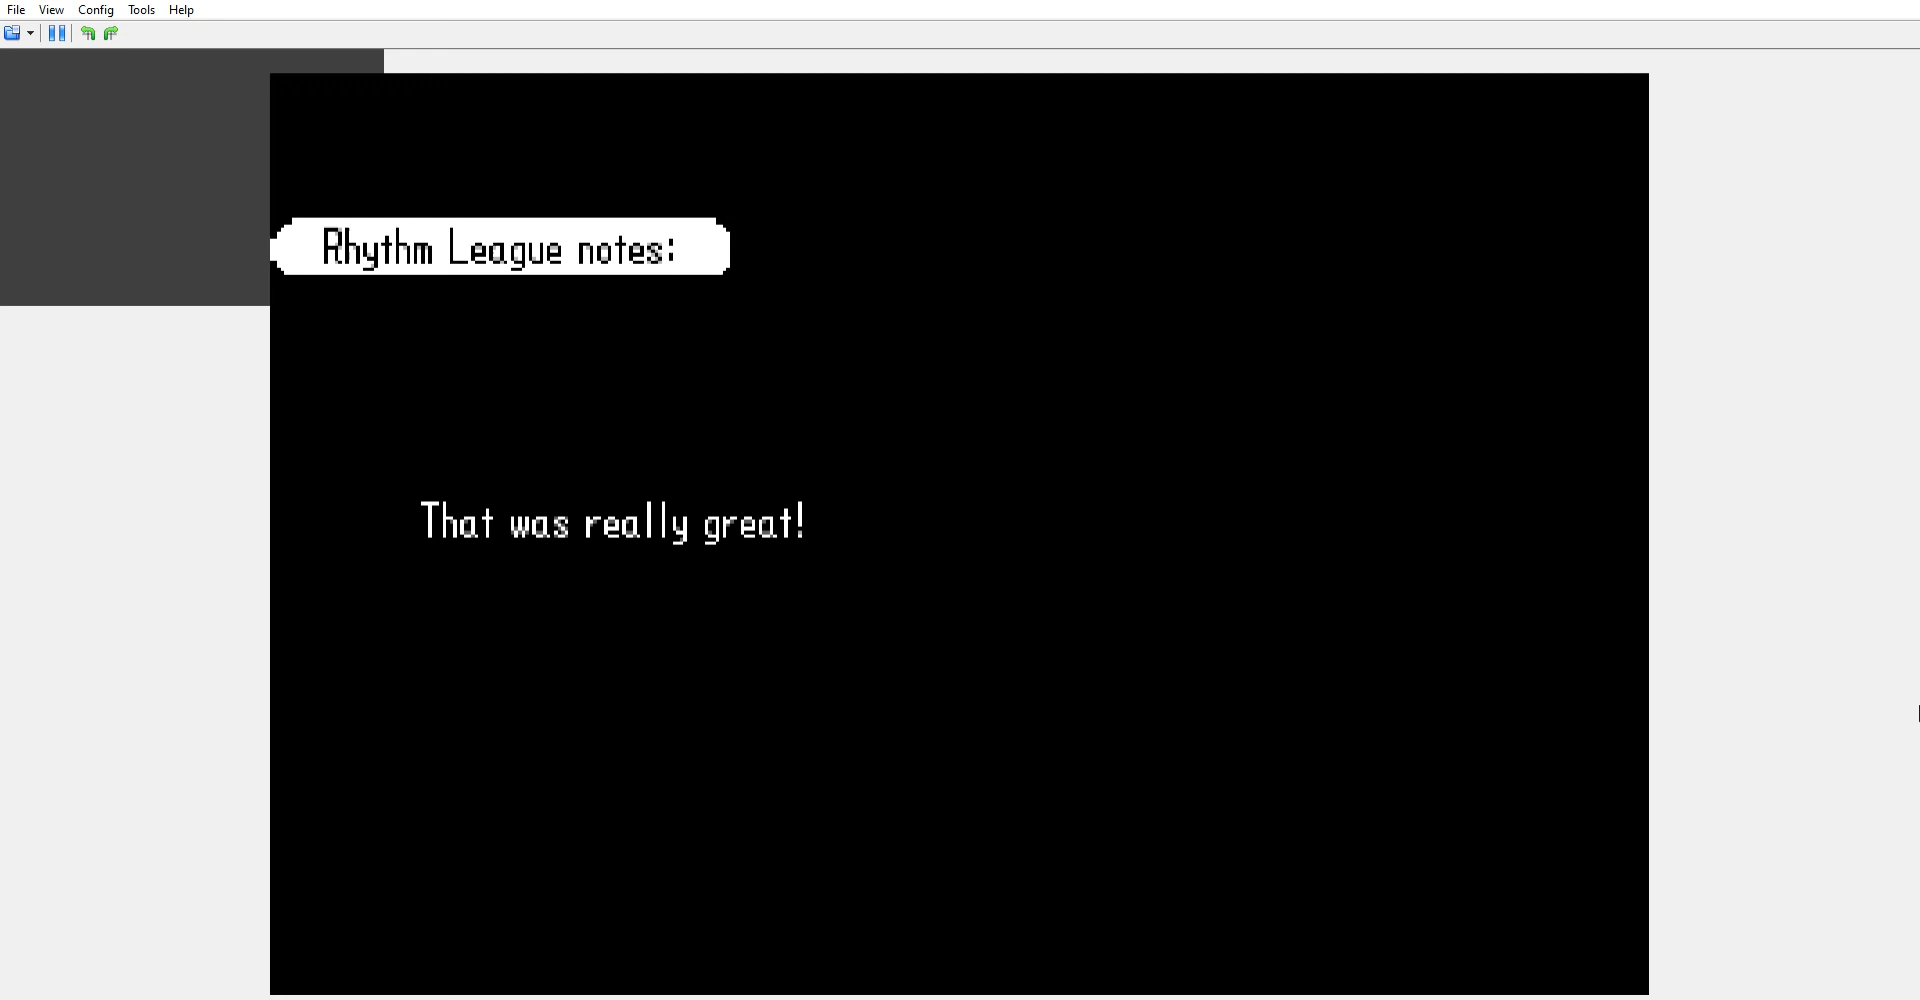 File View Config Tools Help
Rhythm League notes:
That was really great!